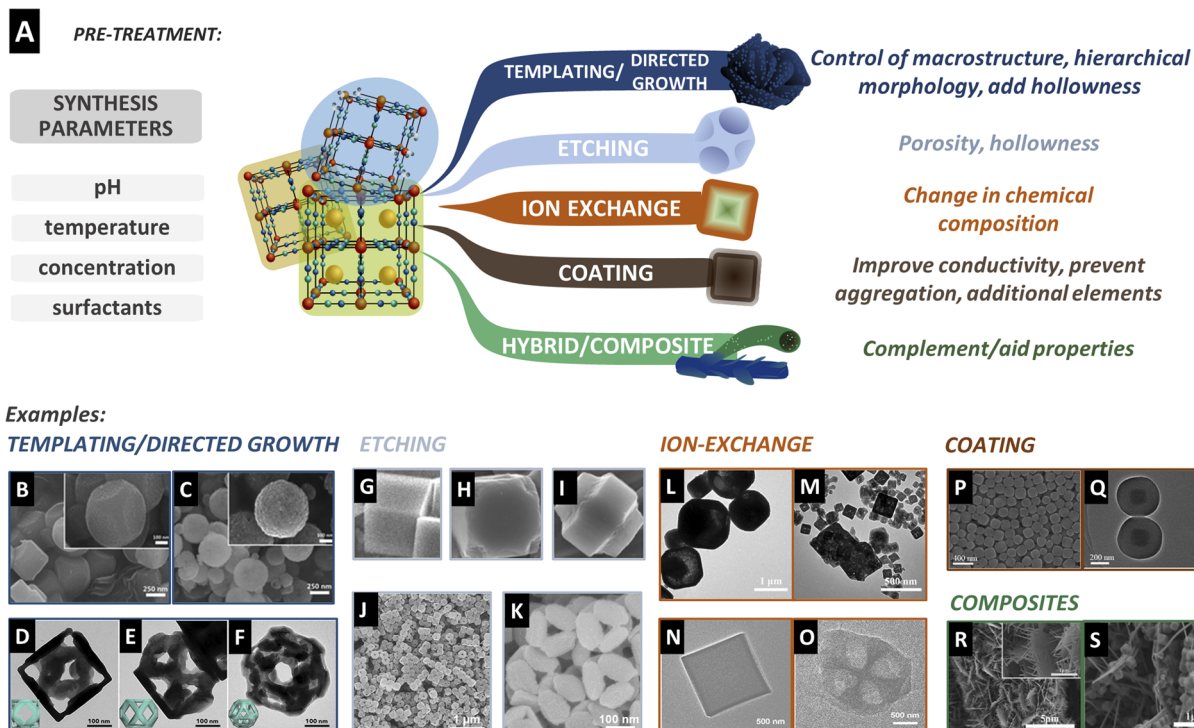 A
PRE-TREATMENT:
SYNTHESIS
PARAMETERS
pH
temperature
concentration
surfactants
TEMPLATING/ DIRECTED
GROWTH
Control of macrostructure, hierarchical
morphology, add hollowness
ETCHING
Porosity, hollowness
ION EXCHANGE
Change in chemical
composition
COATING
Improve conductivity, prevent
aggregation, additional elements
HYBRID/COMPOSITE
Complement/aid properties
Examples:
TEMPLATING/DIRECTED GROWTH
ETCHING
ION-EXCHANGE
COATING
B
250 nm
C
250 nm
G
H
I
L
1 µm
M
500 nm
P
400 nm
Q
200 nm
COMPOSITES
D
100 nm
E
100 nm
F
100 nm
J
1 µm
K
100 nm
N
500 nm
O
500 nm
R
5µm
S